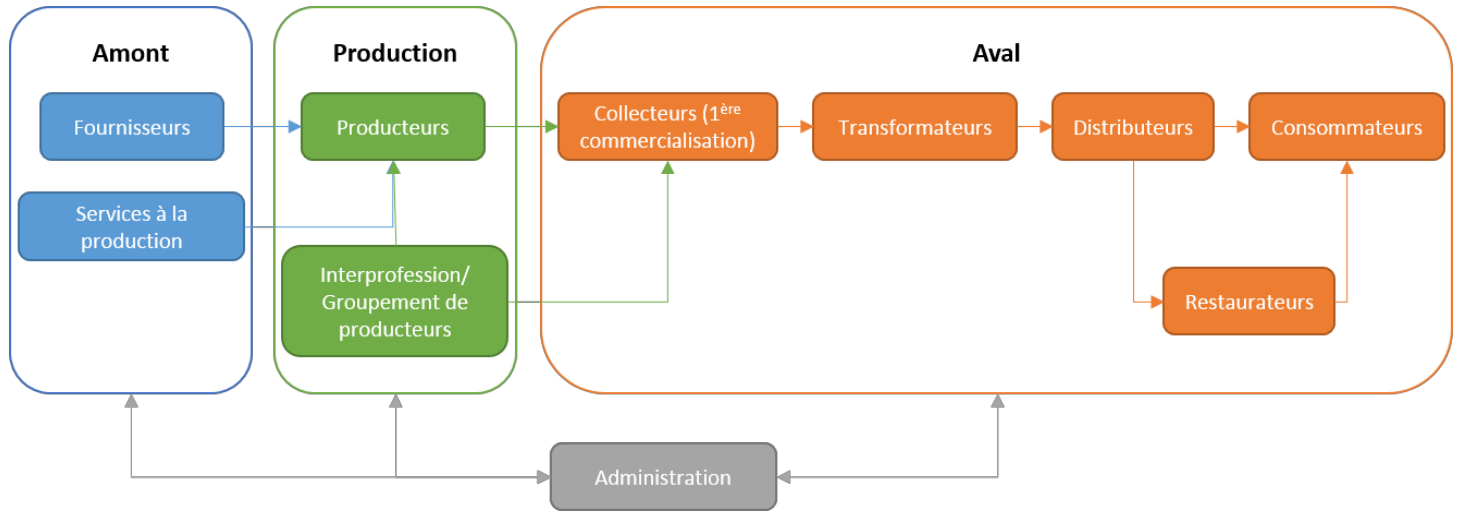 Amont
Fournisseurs
Services à la
production
Production
Producteurs
Interprofession/
Groupement de
producteurs
Aval
Collecteurs (1ère
commercialisation)
Transformateurs
Distributeurs
Consommateurs
Restaurateurs
Administration